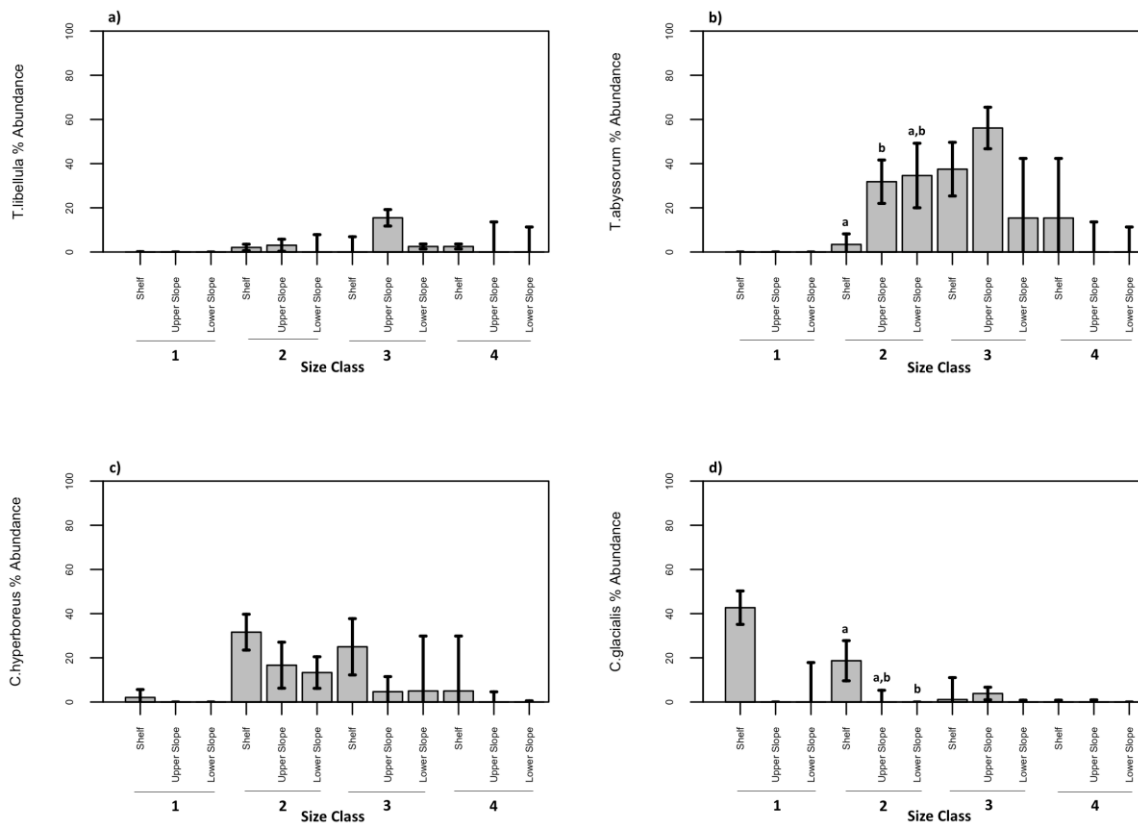 a)
T.libellula % Abundance
100
80
60
40
20
0
Shelf
Upper Slope
Lower Slope
Shelf
Upper Slope
Lower Slope
Shelf
Upper Slope
Lower Slope
Shelf
Upper Slope
Lower Slope
1 2 3 4
Size Class
b)
T.abyssorum % Abundance
100
80
60
40
20
0
a b a,b
Shelf
Upper Slope
Lower Slope
Shelf
Upper Slope
Lower Slope
Shelf
Upper Slope
Lower Slope
Shelf
Upper Slope
Lower Slope
1 2 3 4
Size Class
c)
C.hyperboreus % Abundance
100
80
60
40
20
0
Shelf
Upper Slope
Lower Slope
Shelf
Upper Slope
Lower Slope
Shelf
Upper Slope
Lower Slope
Shelf
Upper Slope
Lower Slope
1 2 3 4
Size Class
d)
C.glacialis % Abundance
100
80
60
40
20
0
a a,b b
Shelf
Upper Slope
Lower Slope
Shelf
Upper Slope
Lower Slope
Shelf
Upper Slope
Lower Slope
Shelf
Upper Slope
Lower Slope
1 2 3 4
Size Class